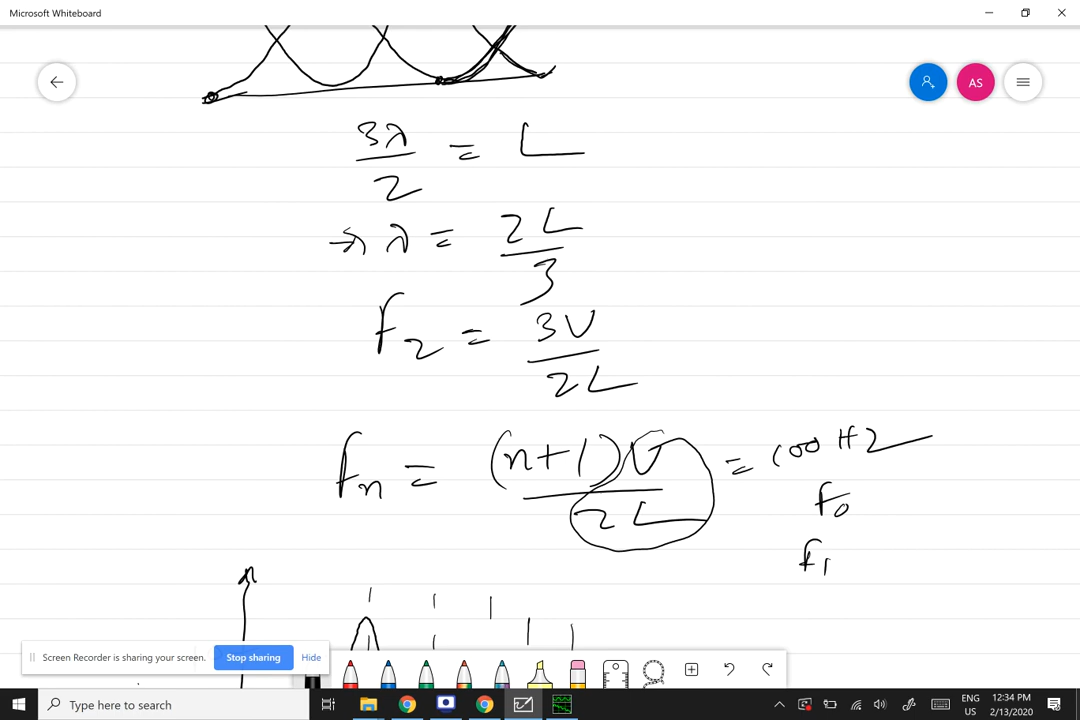 Microsoft Whiteboard
AS
3λ/2 = L
→ λ = 2L/3
f₂ = 3V/2L
fₙ = (n+1)V/2L = 100 Hz
f₀
f₁
Screen Recorder is sharing your screen. Stop sharing Hide
Type here to search
ENG 12:34 PM
US 2/13/2020